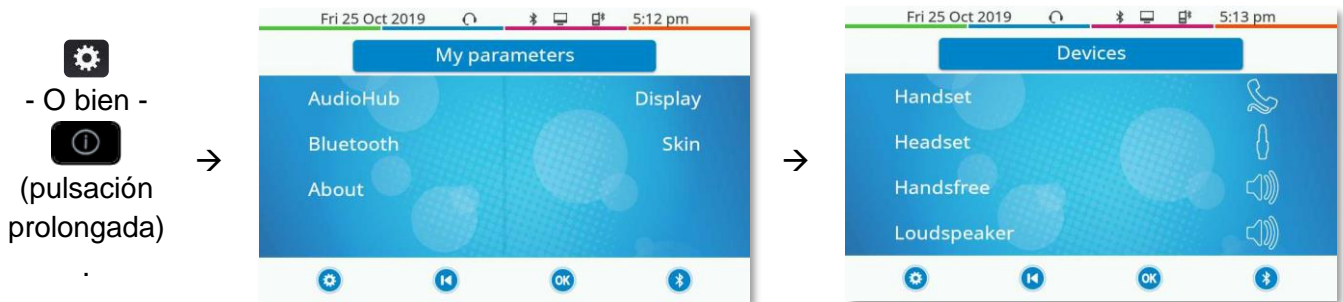 - O bien -
(pulsación
prolongada)
.
→
Fri 25 Oct 2019 5:12 pm
My parameters
AudioHub Display
Bluetooth Skin
About
OK
→
Fri 25 Oct 2019 5:13 pm
Devices
Handset
Headset
Handsfree
Loudspeaker
OK